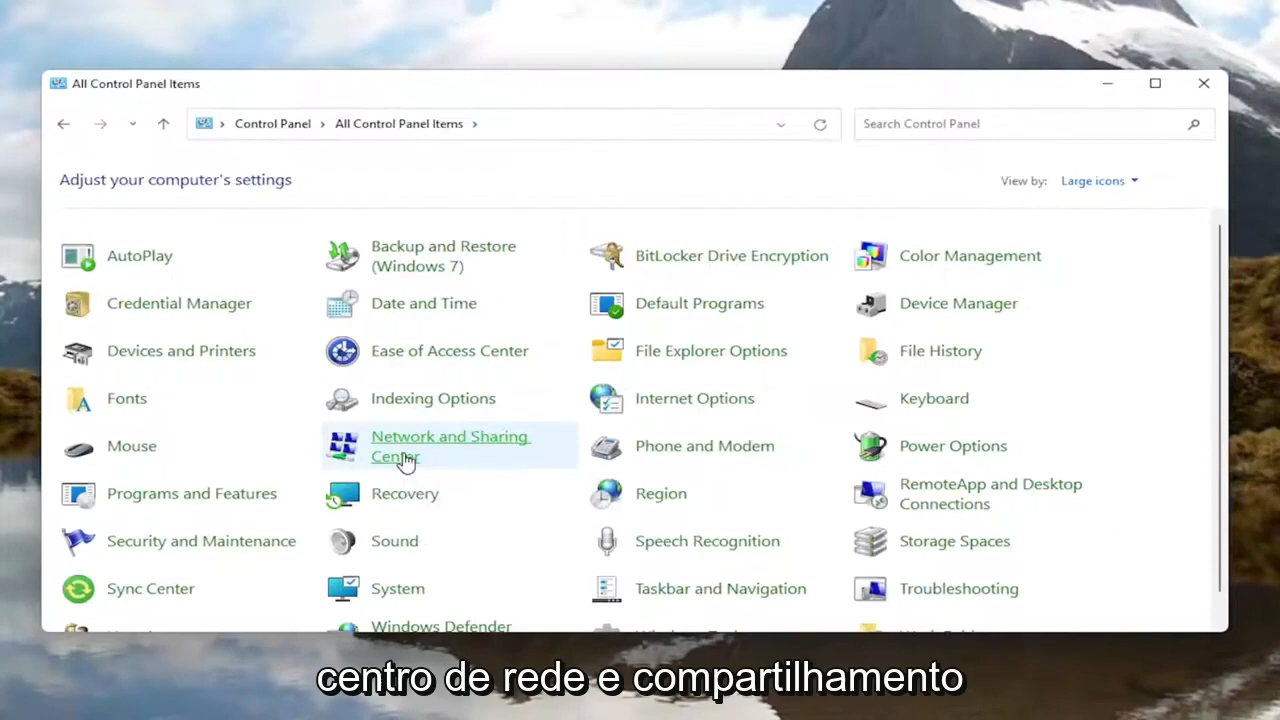 All Control Panel Items
Control Panel > All Control Panel Items >
Search Control Panel
Adjust your computer's settings
View by: Large icons
AutoPlay
Backup and Restore
(Windows 7)
BitLocker Drive Encryption
Color Management
Credential Manager
Date and Time
Default Programs
Device Manager
Devices and Printers
Ease of Access Center
File Explorer Options
File History
Fonts
Indexing Options
Internet Options
Keyboard
Mouse
Network and Sharing
Center
Phone and Modem
Power Options
Programs and Features
Recovery
Region
RemoteApp and Desktop
Connections
Security and Maintenance
Sound
Speech Recognition
Storage Spaces
Sync Center
System
Taskbar and Navigation
Troubleshooting
Windows Defender
centro de rede e compartilhamento